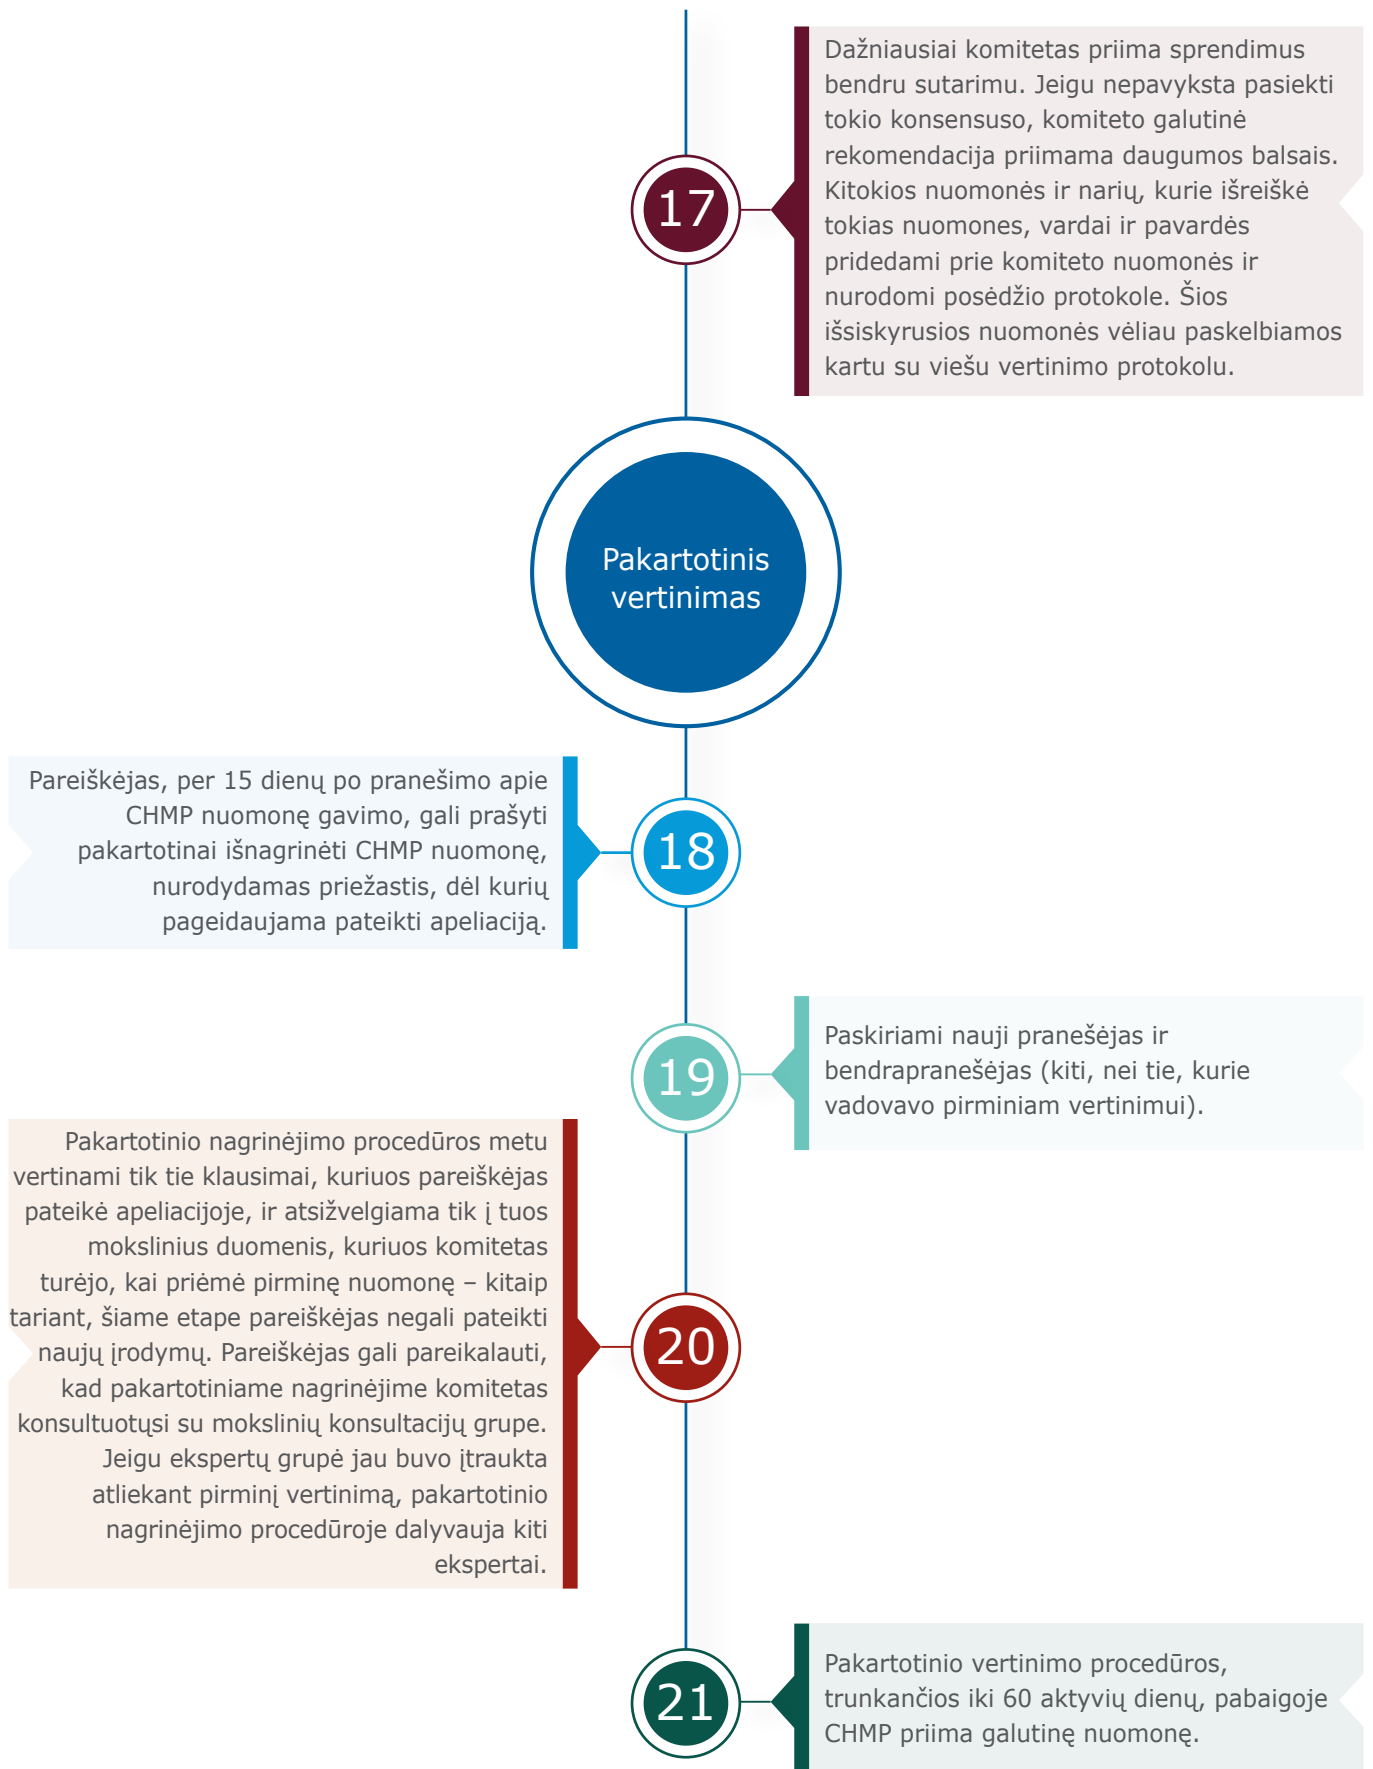 Dažniausiai komitetas priima sprendimus
bendru sutarimu. Jeigu nepavyksta pasiekti
tokio konsensuso, komiteto galutinė
rekomendacija priimama daugumos balsais.
Kitokios nuomonės ir narių, kurie išreiškė
tokias nuomones, vardai ir pavardės
pridedami prie komiteto nuomonės ir
nurodomi posėdžio protokole. Šios
išsiskyrusios nuomonės vėliau paskelbiamos
kartu su viešu vertinimo protokolu.
17
Pakartotinis
vertinimas
Pareiškėjas, per 15 dienų po pranešimo apie
CHMP nuomonę gavimo, gali prašyti
pakartotinai išnagrinėti CHMP nuomonę,
nurodydamas priežastis, dėl kurių
pageidaujama pateikti apeliaciją.
18
19
Paskiriami nauji pranešėjas ir
bendrapranešėjas (kiti, nei tie, kurie
vadovavo pirminiam vertinimui).
Pakartotinio nagrinėjimo procedūros metu
vertinami tik tie klausimai, kuriuos pareiškėjas
pateikė apeliacijoje, ir atsižvelgiama tik į tuos
mokslinius duomenis, kuriuos komitetas
turėjo, kai priėmė pirminę nuomonę – kitaip
tariant, šiame etape pareiškėjas negali pateikti
naujų įrodymų. Pareiškėjas gali pareikalauti,
kad pakartotiniame nagrinėjime komitetas
konsultuotųsi su mokslinių konsultacijų grupe.
Jeigu ekspertų grupė jau buvo įtraukta
atliekant pirminį vertinimą, pakartotinio
nagrinėjimo procedūroje dalyvauja kiti
ekspertai.
20
21
Pakartotinio vertinimo procedūros,
trunkančios iki 60 aktyvių dienų, pabaigoje
CHMP priima galutinę nuomonę.